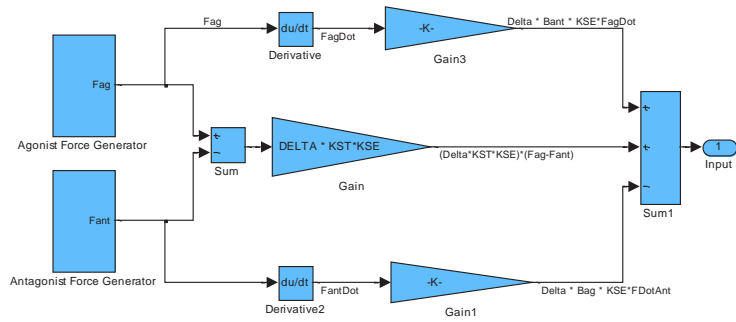 Fag
du/dt
Derivative
FagDot
-K-
Gain3
Delta * Bant * KSE*FagDot
Fag
Agonist Force Generator
+
−
Sum
DELTA * KST*KSE
Gain
(Delta*KST*KSE)*(Fag-Fant)
+
+
−
Sum1
1
Input
Fant
Antagonist Force Generator
du/dt
Derivative2
FantDot
-K-
Gain1
Delta * Bag * KSE*FDotAnt